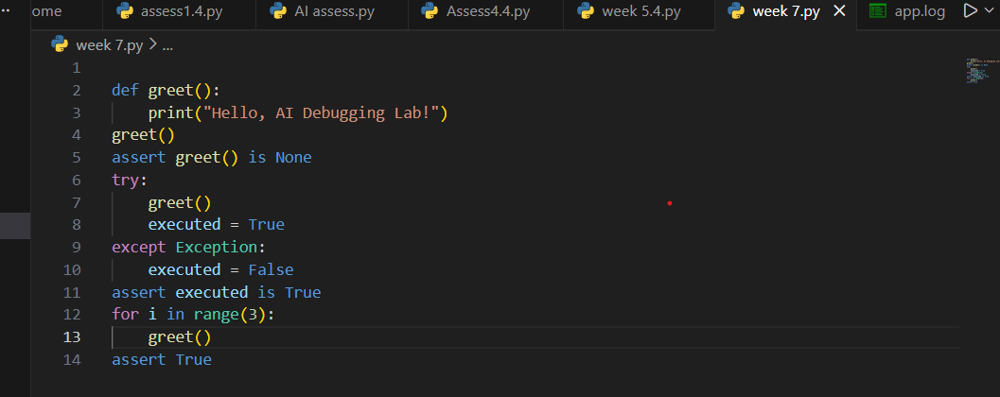 ome
assess1.4.py
AI assess.py
Assess4.4.py
week 5.4.py
week 7.py
app.log
week 7.py > ...
1
2 def greet():
3     print("Hello, AI Debugging Lab!")
4 greet()
5 assert greet() is None
6 try:
7     greet()
8     executed = True
9 except Exception:
10     executed = False
11 assert executed is True
12 for i in range(3):
13     greet()
14 assert True